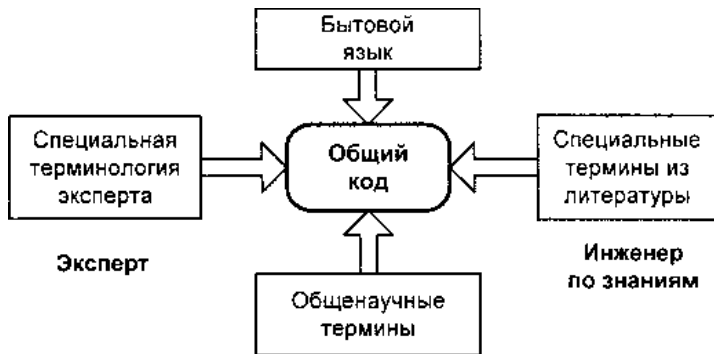 Бытовой
язык
Специальная
терминология
эксперта
Общий
код
Специальные
термины из
литературы
Эксперт
Инженер
по знаниям
Общенаучные
термины